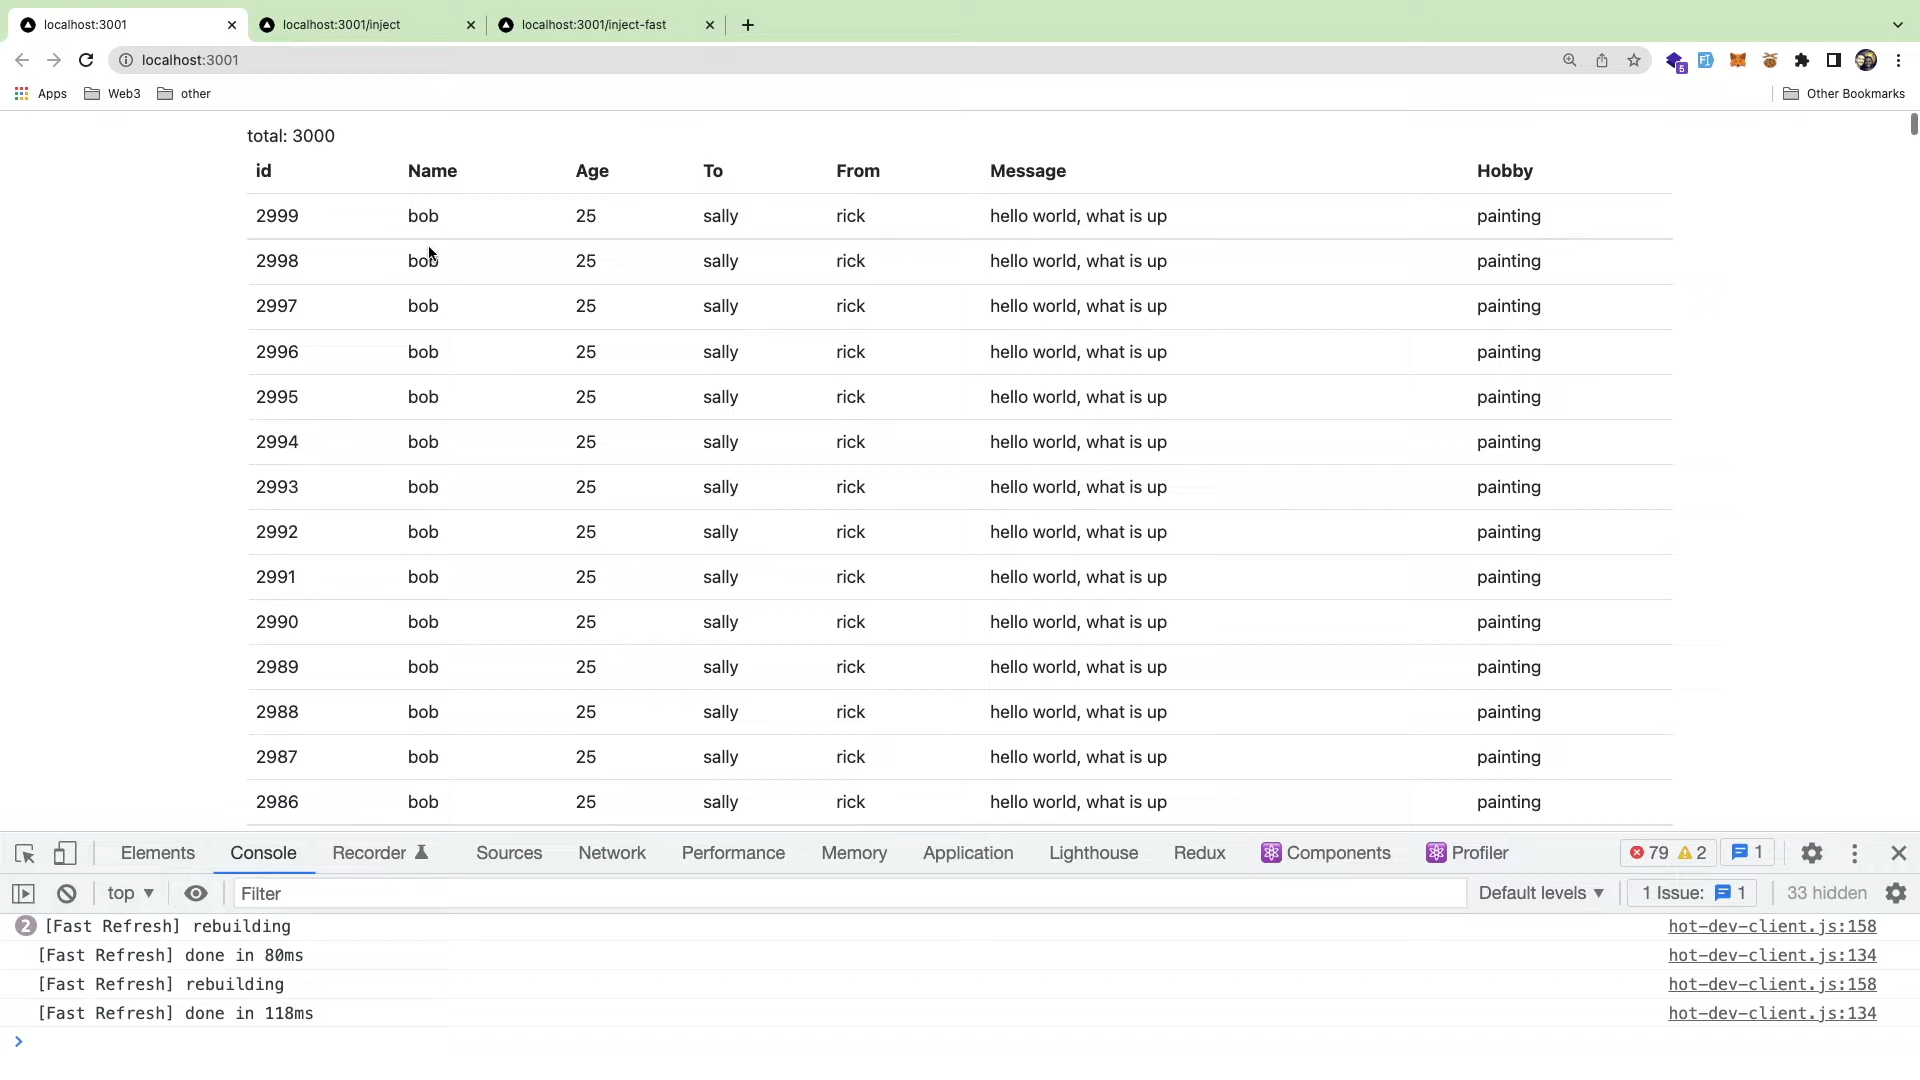 localhost:3001
localhost:3001/inject
localhost:3001/inject-fast
localhost:3001
5
Apps Web3 other Other Bookmarks
total: 3000
id Name Age To From Message Hobby
2999 bob 25 sally rick hello world, what is up painting
2998 bob 25 sally rick hello world, what is up painting
2997 bob 25 sally rick hello world, what is up painting
2996 bob 25 sally rick hello world, what is up painting
2995 bob 25 sally rick hello world, what is up painting
2994 bob 25 sally rick hello world, what is up painting
2993 bob 25 sally rick hello world, what is up painting
2992 bob 25 sally rick hello world, what is up painting
2991 bob 25 sally rick hello world, what is up painting
2990 bob 25 sally rick hello world, what is up painting
2989 bob 25 sally rick hello world, what is up painting
2988 bob 25 sally rick hello world, what is up painting
2987 bob 25 sally rick hello world, what is up painting
2986 bob 25 sally rick hello world, what is up painting
Elements Console Recorder Sources Network Performance Memory Application Lighthouse Redux Components Profiler 79 2 1
top Filter Default levels 1 Issue: 1 33 hidden
2 [Fast Refresh] rebuilding hot-dev-client.js:158
[Fast Refresh] done in 80ms hot-dev-client.js:134
[Fast Refresh] rebuilding hot-dev-client.js:158
[Fast Refresh] done in 118ms hot-dev-client.js:134